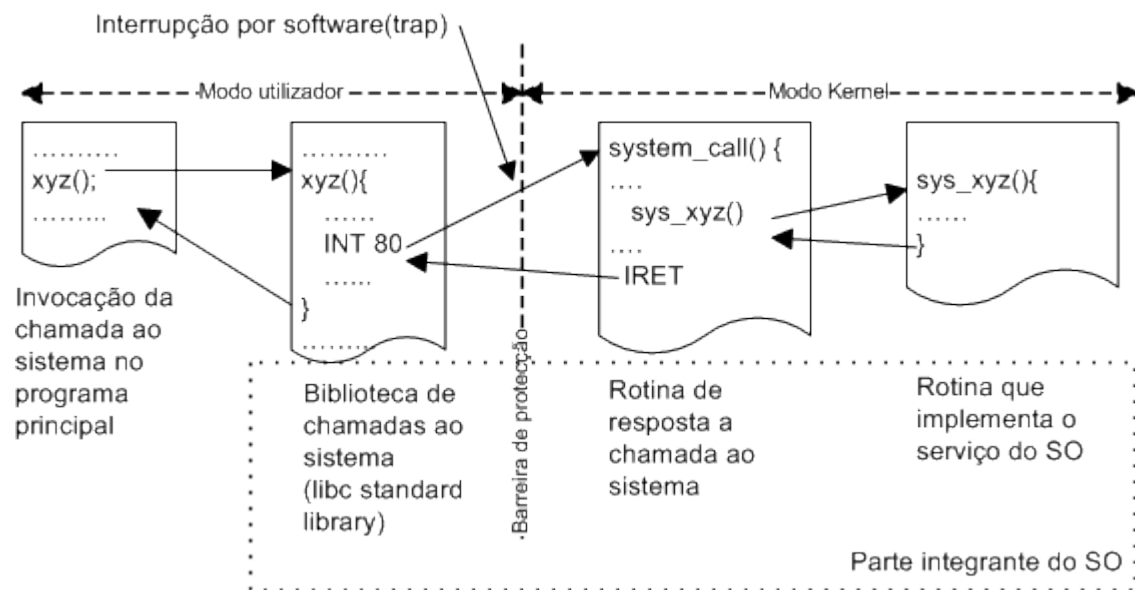 Interrupção por software(trap)
Modo utilizador
Modo Kernel
..........
xyz();
.........
..........
xyz(){
......
INT 80
......
}
.........
system_call() {
....
sys_xyz()
....
IRET
sys_xyz(){
......
}
Invocação da
chamada ao
sistema no
programa
principal
Biblioteca de
chamadas ao
sistema
(libc standard
library)
Barreira de protecção
Rotina de
resposta a
chamada ao
sistema
Rotina que
implementa o
serviço do SO
Parte integrante do SO